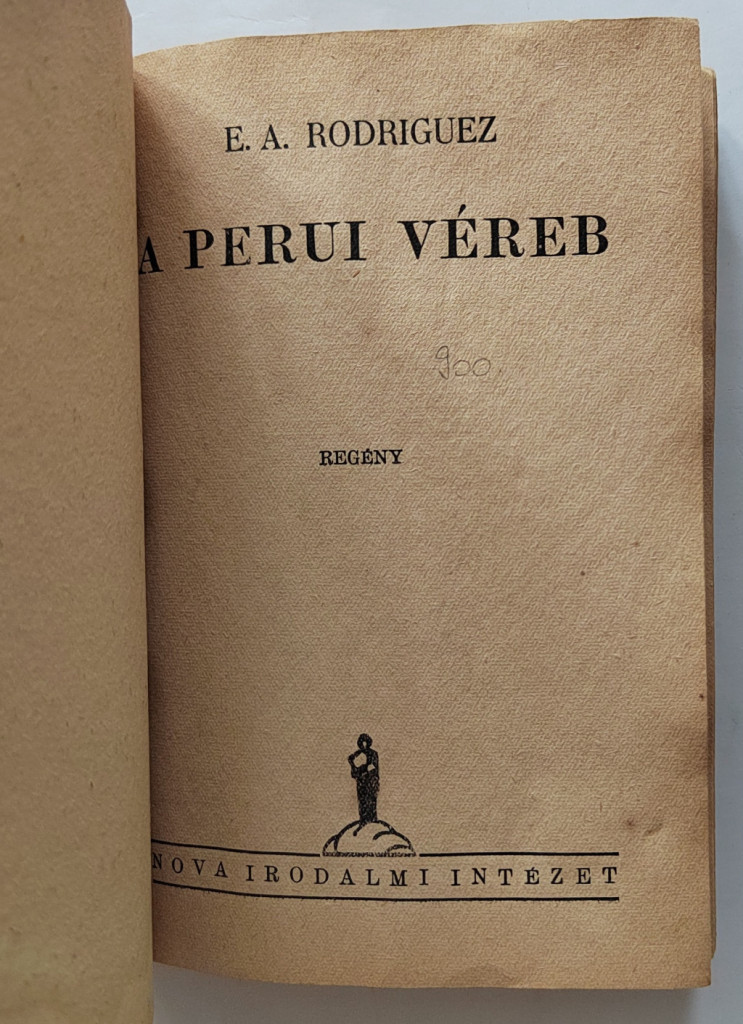 E. A. RODRIGUEZ
A PERUI VÉREB
900
REGÉNY
NOVA IRODALMI INTÉZET